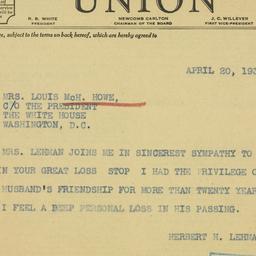 UNION
R. B. WHITE NEWCOMB CARLTON J. C. WILLEVER
PRESIDENT CHAIRMAN OF THE BOARD FIRST VICE-PRESIDENT
, subject to the terms on back hereof, which are hereby agreed to
APRIL 20, 193
MRS. LOUIS McH. HOWE,
C/O THE PRESIDENT
THE WHITE HOUSE
WASHINGTON, D.C.
MRS. LEHMAN JOINS ME IN SINCEREST SYMPATHY TO
IN YOUR GREAT LOSS STOP I HAD THE PRIVILEGE O
HUSBAND'S FRIENDSHIP FOR MORE THAN TWENTY YEAR
I FEEL A DEEP PERSONAL LOSS IN HIS PASSING.
HERBERT H. LEHMA